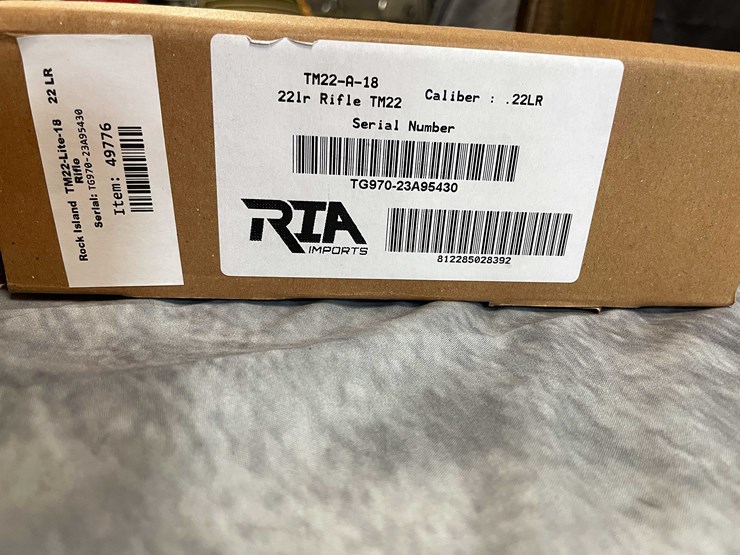 Rock Island TM22-Lite-18 22 LR
Rifle
Serial: TG970-23A95430
Item: 49776
TM22-A-18
22lr Rifle TM22 Caliber : .22LR
Serial Number
TG970-23A95430
RIA
IMPORTS
812285028392